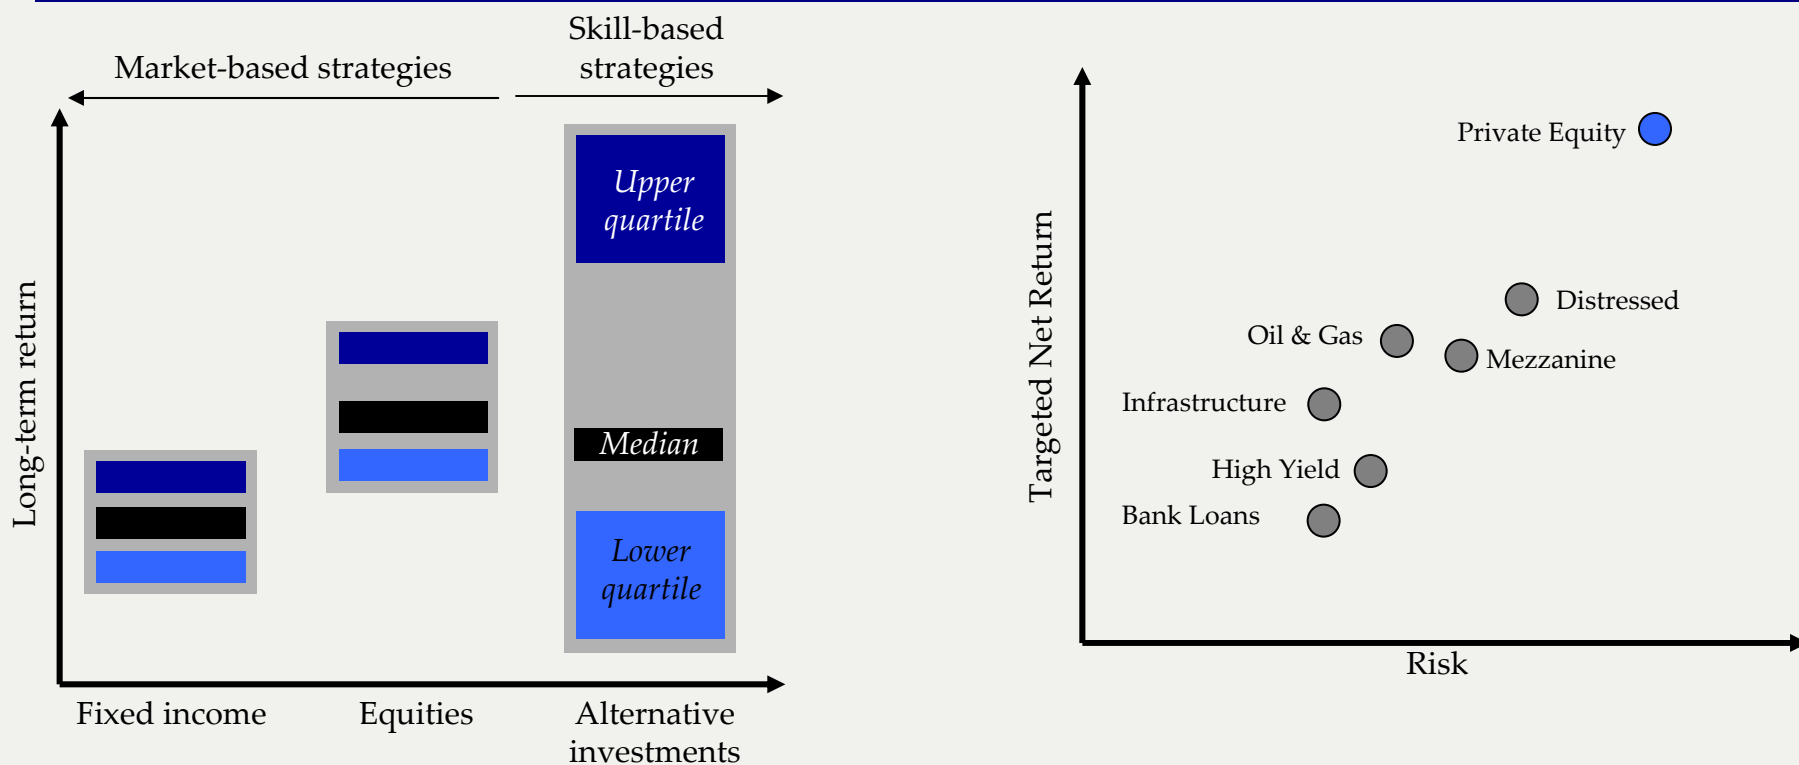 Skill-based
strategies
Market-based strategies
Long-term return
Upper
quartile
Median
Lower
quartile
Fixed income
Equities
Alternative
investments
Targeted Net Return
Private Equity
Distressed
Oil & Gas
Mezzanine
Infrastructure
High Yield
Bank Loans
Risk